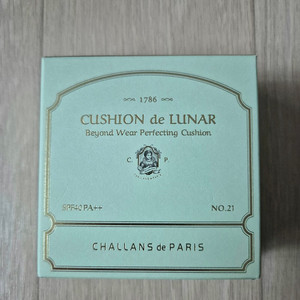 1786
CUSHION de LUNAR
Beyond Wear Perfecting Cushion
C. P.
SPF40 PA++ NO.21
CHALLANS de PARIS